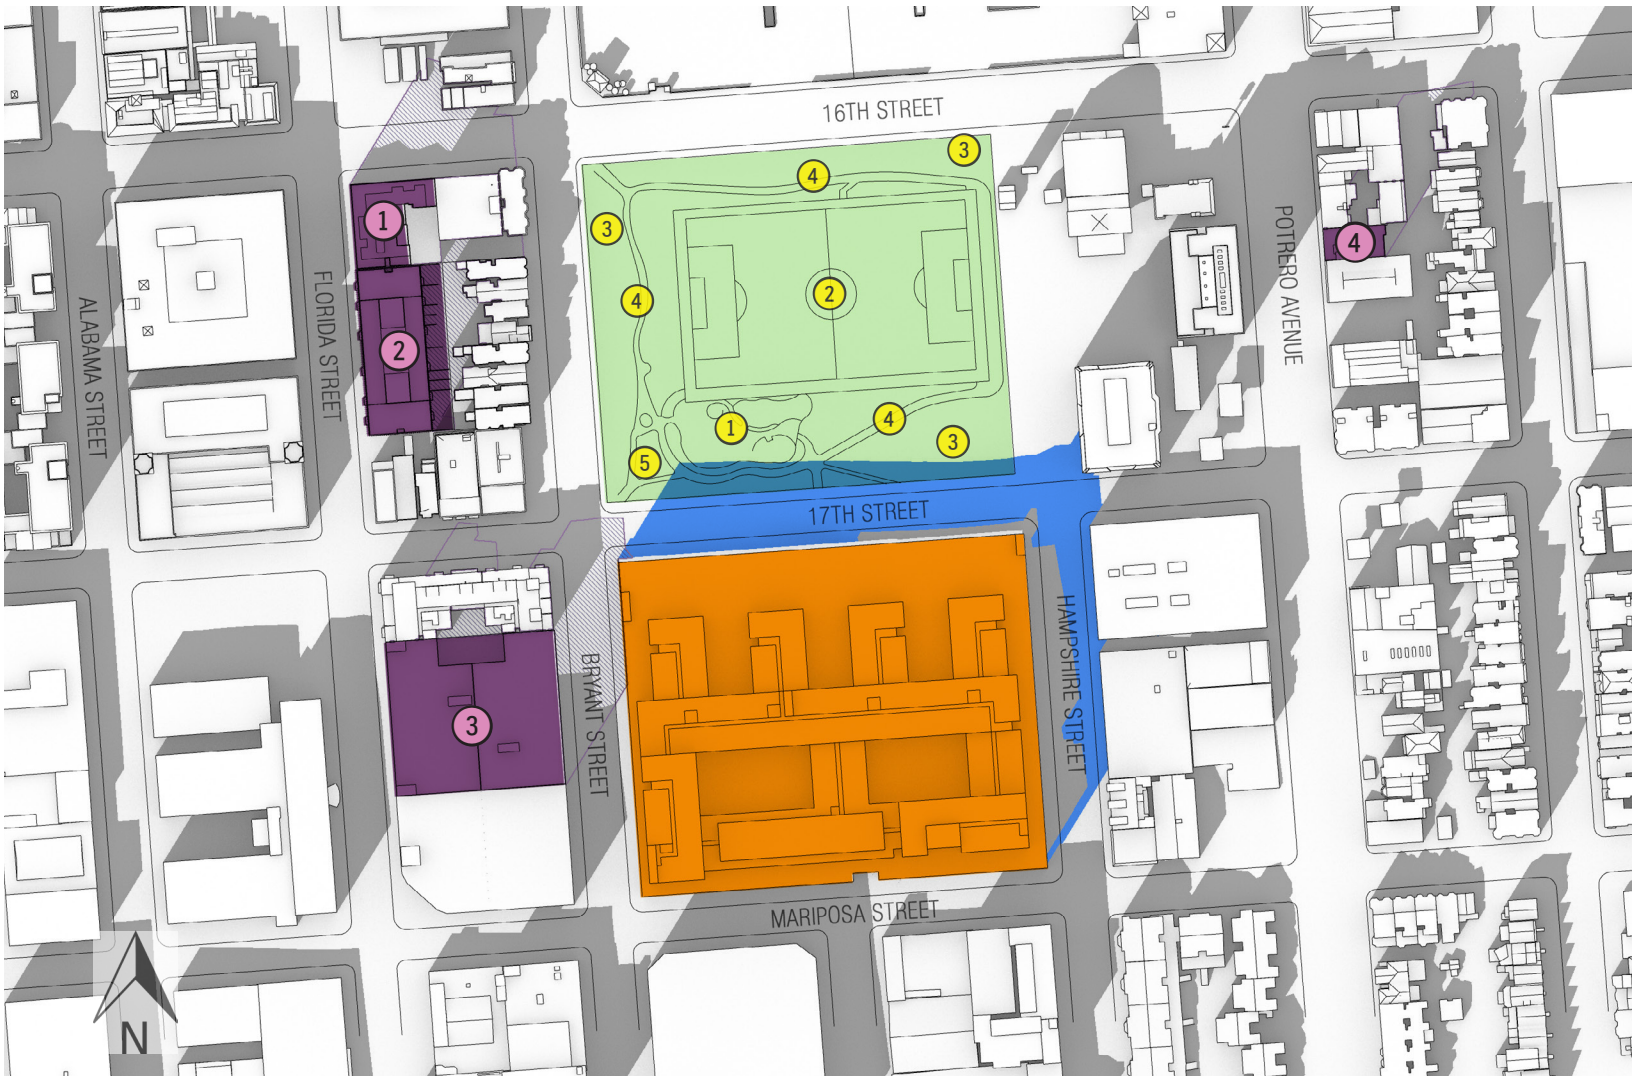 16TH STREET
3
4
1
3
4
POTRERO AVENUE
FLORIDA STREET
ALABAMA STREET
2
4
2
4
1
3
5
17TH STREET
HAMPSHIRE STREET
BRYANT STREET
3
MARIPOSA STREET
N